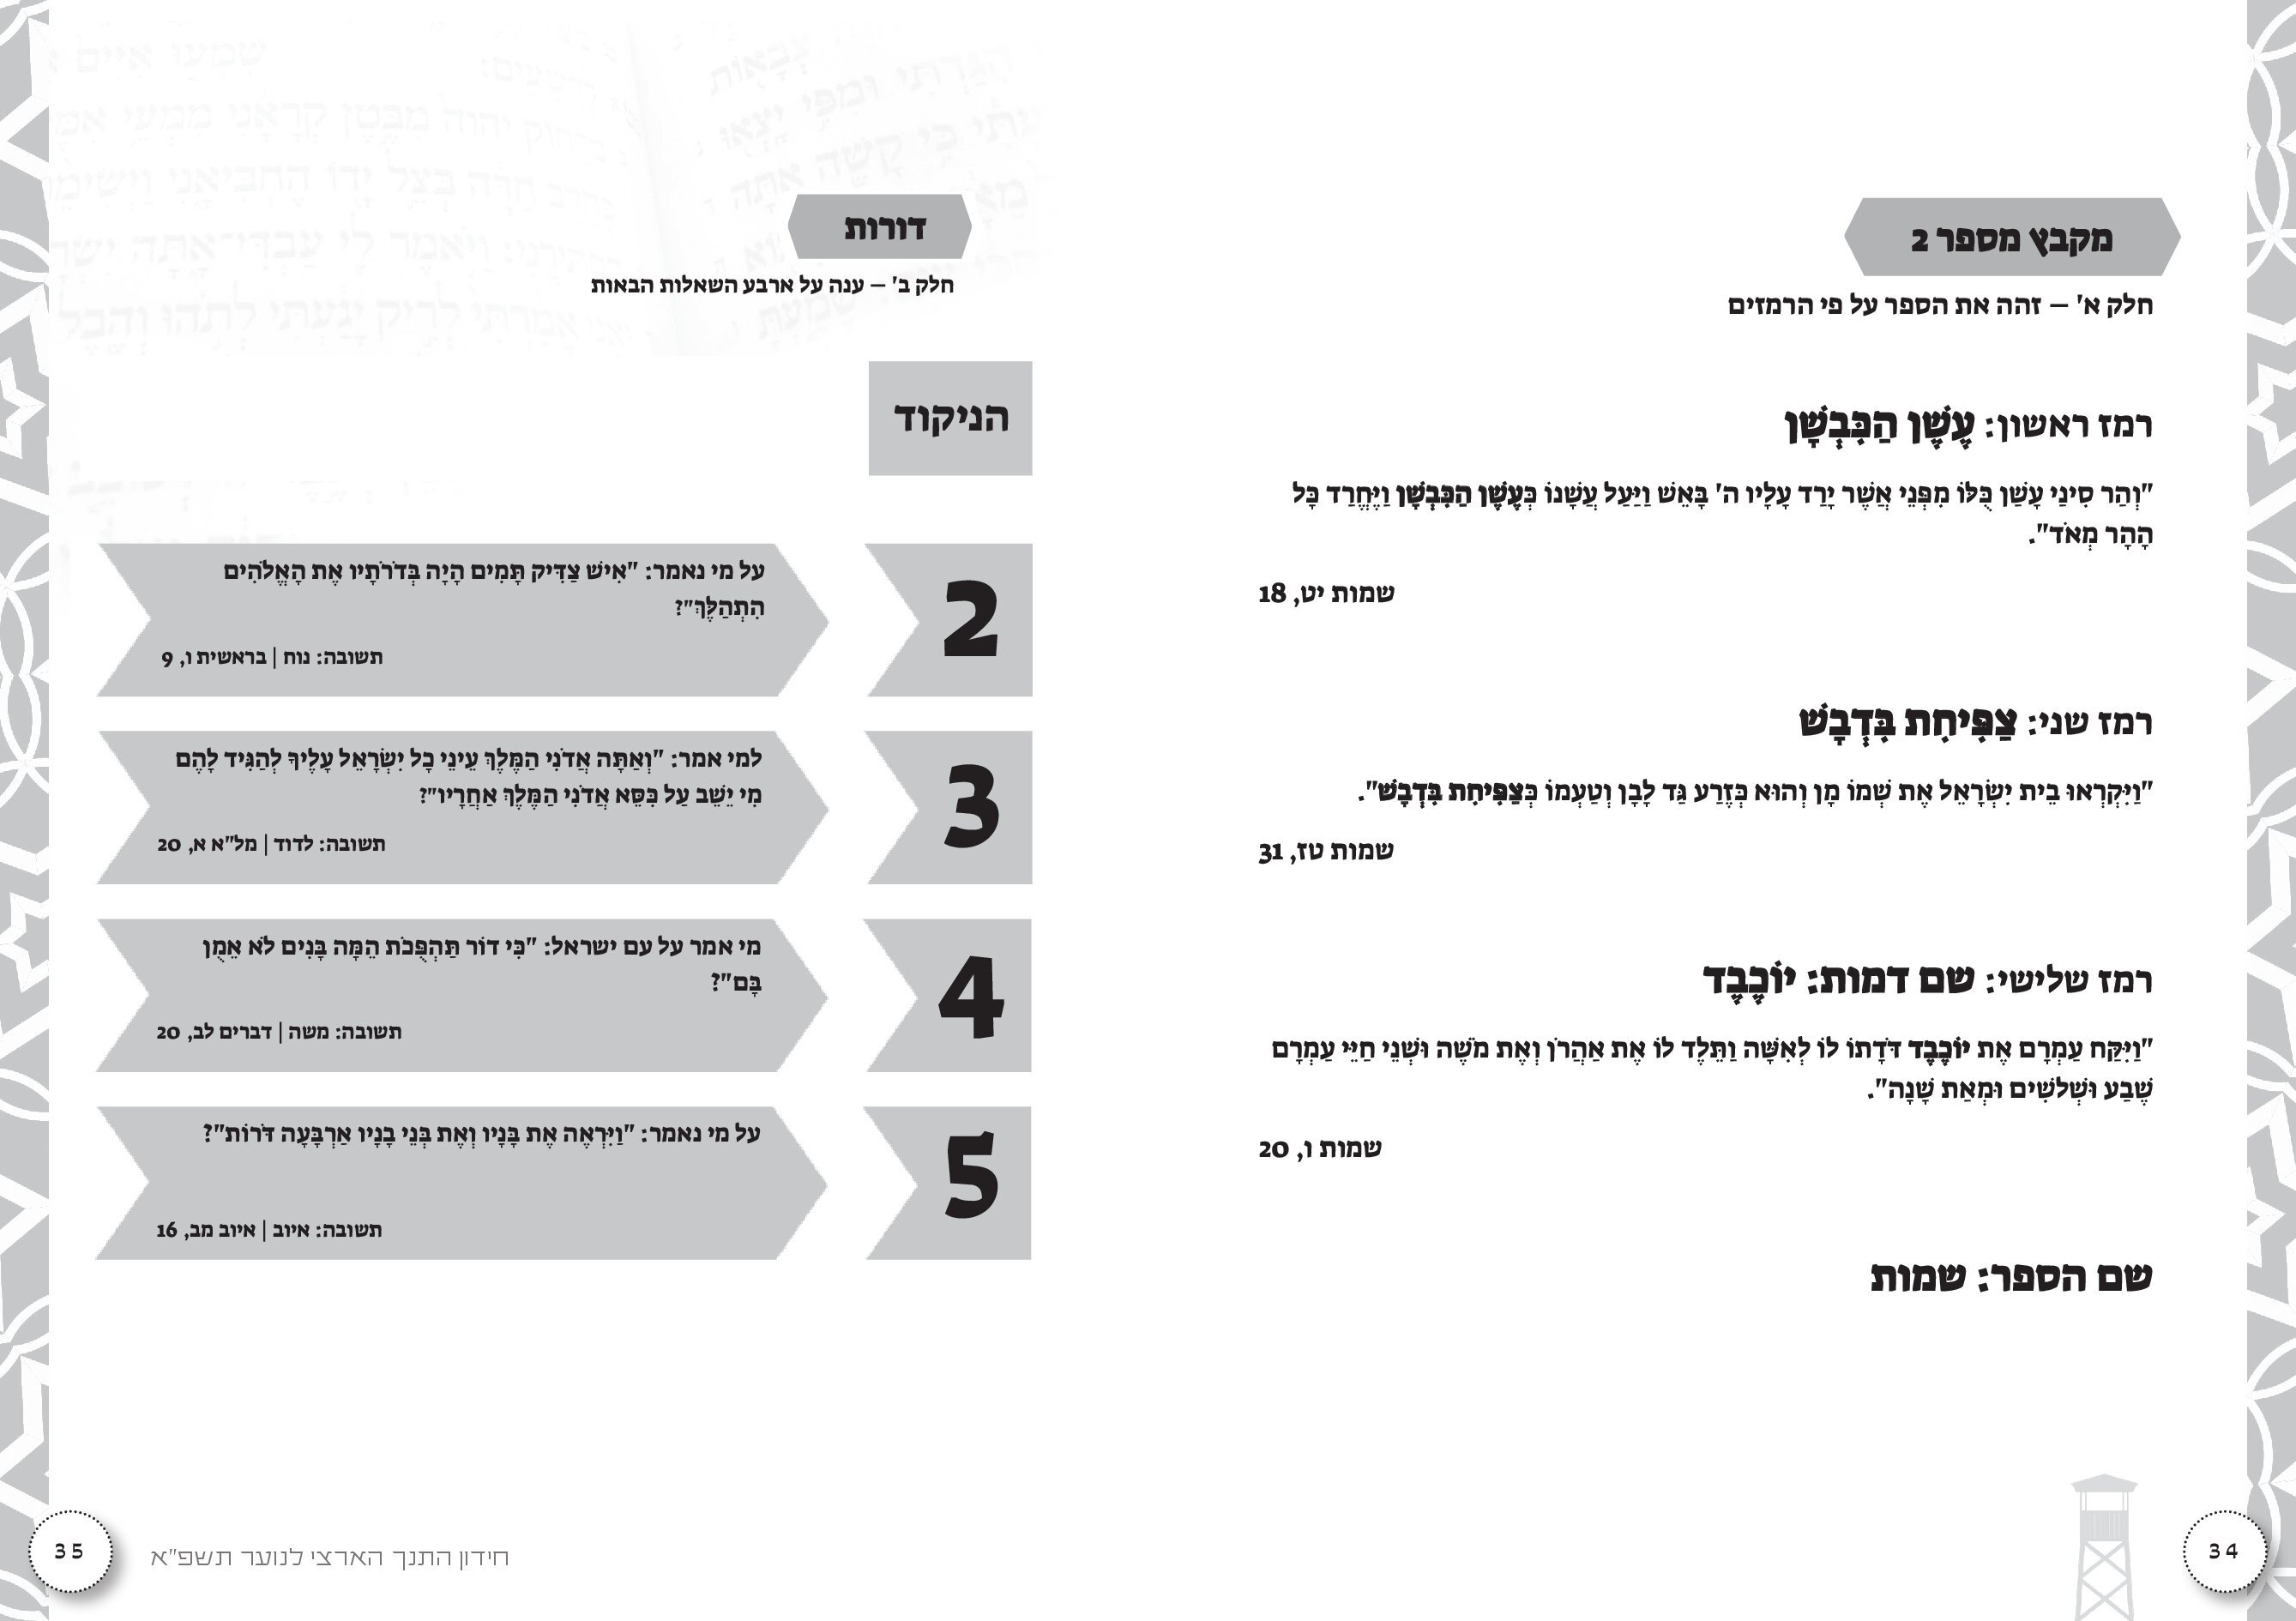 מקבץ מספר 2
חלק א' – זהה את הספר על פי הרמזים
רמז ראשון: עֶשֶׁן הַכִּבְשָׁן
"וְהַר סִינַי עָשַׁן כֻּלּוֹ מִפְּנֵי אֲשֶׁר יָרַד עָלָיו ה' בָּאֵשׁ וַיַּעַל עֲשָׁנוֹ כְּעֶשֶׁן הַכִּבְשָׁן וַיֶּחֱרַד כָּל
הָהָר מְאֹד".
שמות יט, 18
רמז שני: צַפִּיחִת בִּדְבָשׁ
"וַיִּקְרְאוּ בֵית יִשְׂרָאֵל אֶת שְׁמוֹ מָן וְהוּא כְּזֶרַע גַּד לָבָן וְטַעְמוֹ כְּצַפִּיחִת בִּדְבָשׁ".
שמות טז, 31
רמז שלישי: שם דמות: יוֹכֶבֶד
"וַיִּקַּח עַמְרָם אֶת יוֹכֶבֶד דֹּדָתוֹ לוֹ לְאִשָּׁה וַתֵּלֶד לוֹ אֶת אַהֲרֹן וְאֶת מֹשֶׁה וּשְׁנֵי חַיֵּי עַמְרָם
שֶׁבַע וּשְׁלֹשִׁים וּמְאַת שָׁנָה".
שמות ו, 20
שם הספר: שמות
34
דורות
חלק ב' – ענה על ארבע השאלות הבאות
הניקוד
2
על מי נאמר: "אִישׁ צַדִּיק תָּמִים הָיָה בְּדֹרֹתָיו אֶת הָאֱלֹהִים
הִתְהַלֶּךְ"?
תשובה: נוח | בראשית ו, 9
3
למי אמר: "וְאַתָּה אֲדֹנִי הַמֶּלֶךְ עֵינֵי כָל יִשְׂרָאֵל עָלֶיךָ לְהַגִּיד לָהֶם
מִי יֵשֵׁב עַל כִּסֵּא אֲדֹנִי הַמֶּלֶךְ אַחֲרָיו"?
תשובה: לדוד | מל"א א, 20
4
מי אמר על עם ישראל: "כִּי דוֹר תַּהְפֻּכֹת הֵמָּה בָּנִים לֹא אֵמֻן
בָּם"?
תשובה: משה | דברים לב, 20
5
על מי נאמר: "וַיִּרְאֶה אֶת בָּנָיו וְאֶת בְּנֵי בָנָיו אַרְבָּעָה דֹּרוֹת"?
תשובה: איוב | איוב מב, 16
חידון התנך הארצי לנוער תשפ"א
35